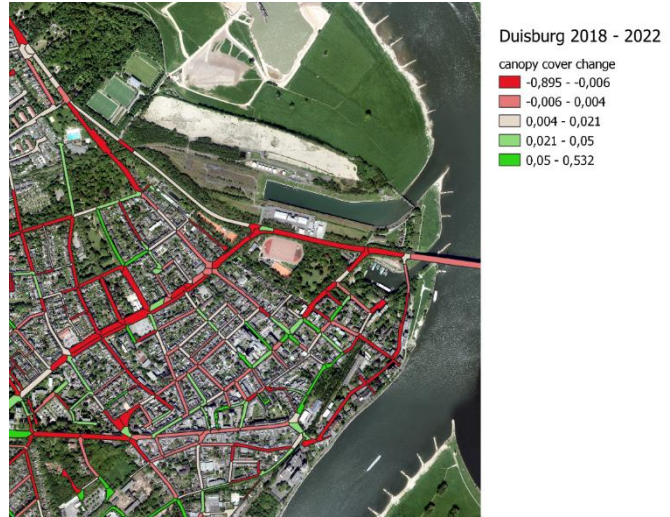 Duisburg 2018 - 2022
canopy cover change
-0,895 - -0,006
-0,006 - 0,004
0,004 - 0,021
0,021 - 0,05
0,05 - 0,532